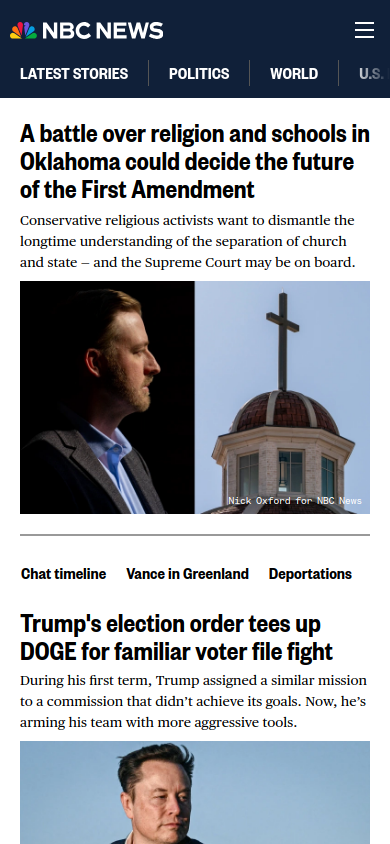 NBC NEWS
LATEST STORIES
POLITICS
WORLD
U.S.
A battle over religion and schools in
Oklahoma could decide the future
of the First Amendment
Conservative religious activists want to dismantle the
longtime understanding of the separation of church
and state — and the Supreme Court may be on board.
Nick Oxford for NBC News
Chat timeline
Vance in Greenland
Deportations
Trump's election order tees up
DOGE for familiar voter file fight
During his first term, Trump assigned a similar mission
to a commission that didn’t achieve its goals. Now, he’s
arming his team with more aggressive tools.